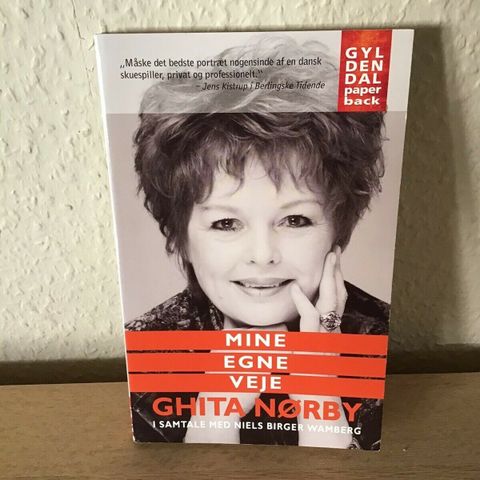 „Måske det bedste portræt nogensinde af en dansk
skuespiller, privat og professionelt.“
– Jens Kistrup i Berlingske Tidende
GYL
DEN
DAL
paper
back
MINE
EGNE
VEJE
GHITA NØRBY
I SAMTALE MED NIELS BIRGER WAMBERG